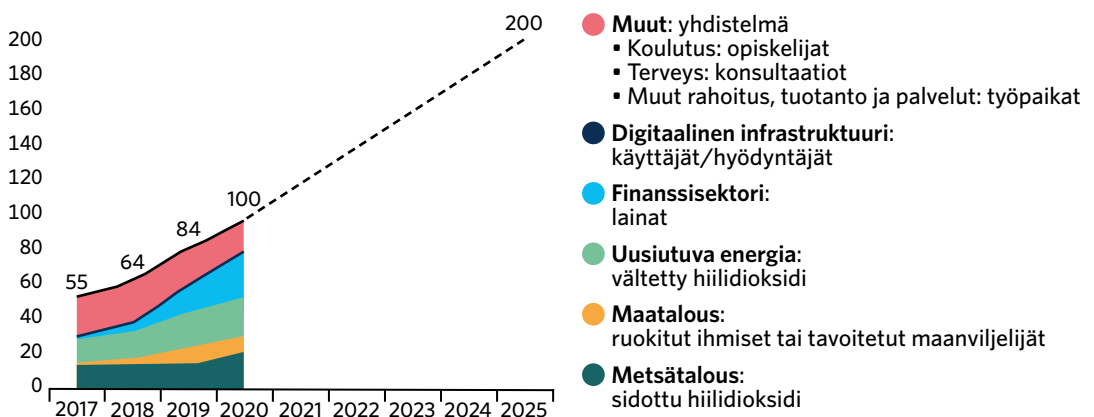 200
180
160
140
120
100
80
60
40
20
0
55
64
84
100
200
2017 2018 2019 2020 2021 2022 2023 2024 2025
Muut: yhdistelmä
• Koulutus: opiskelijat
• Terveys: konsultaatiot
• Muut rahoitus, tuotanto ja palvelut: työpaikat
Digitaalinen infrastruktuuri:
käyttäjät/hyödyntäjät
Finanssisektori:
lainat
Uusiutuva energia:
vältetty hiilidioksidi
Maatalous:
ruokitut ihmiset tai tavoitetut maanviljelijät
Metsätalous:
sidottu hiilidioksidi